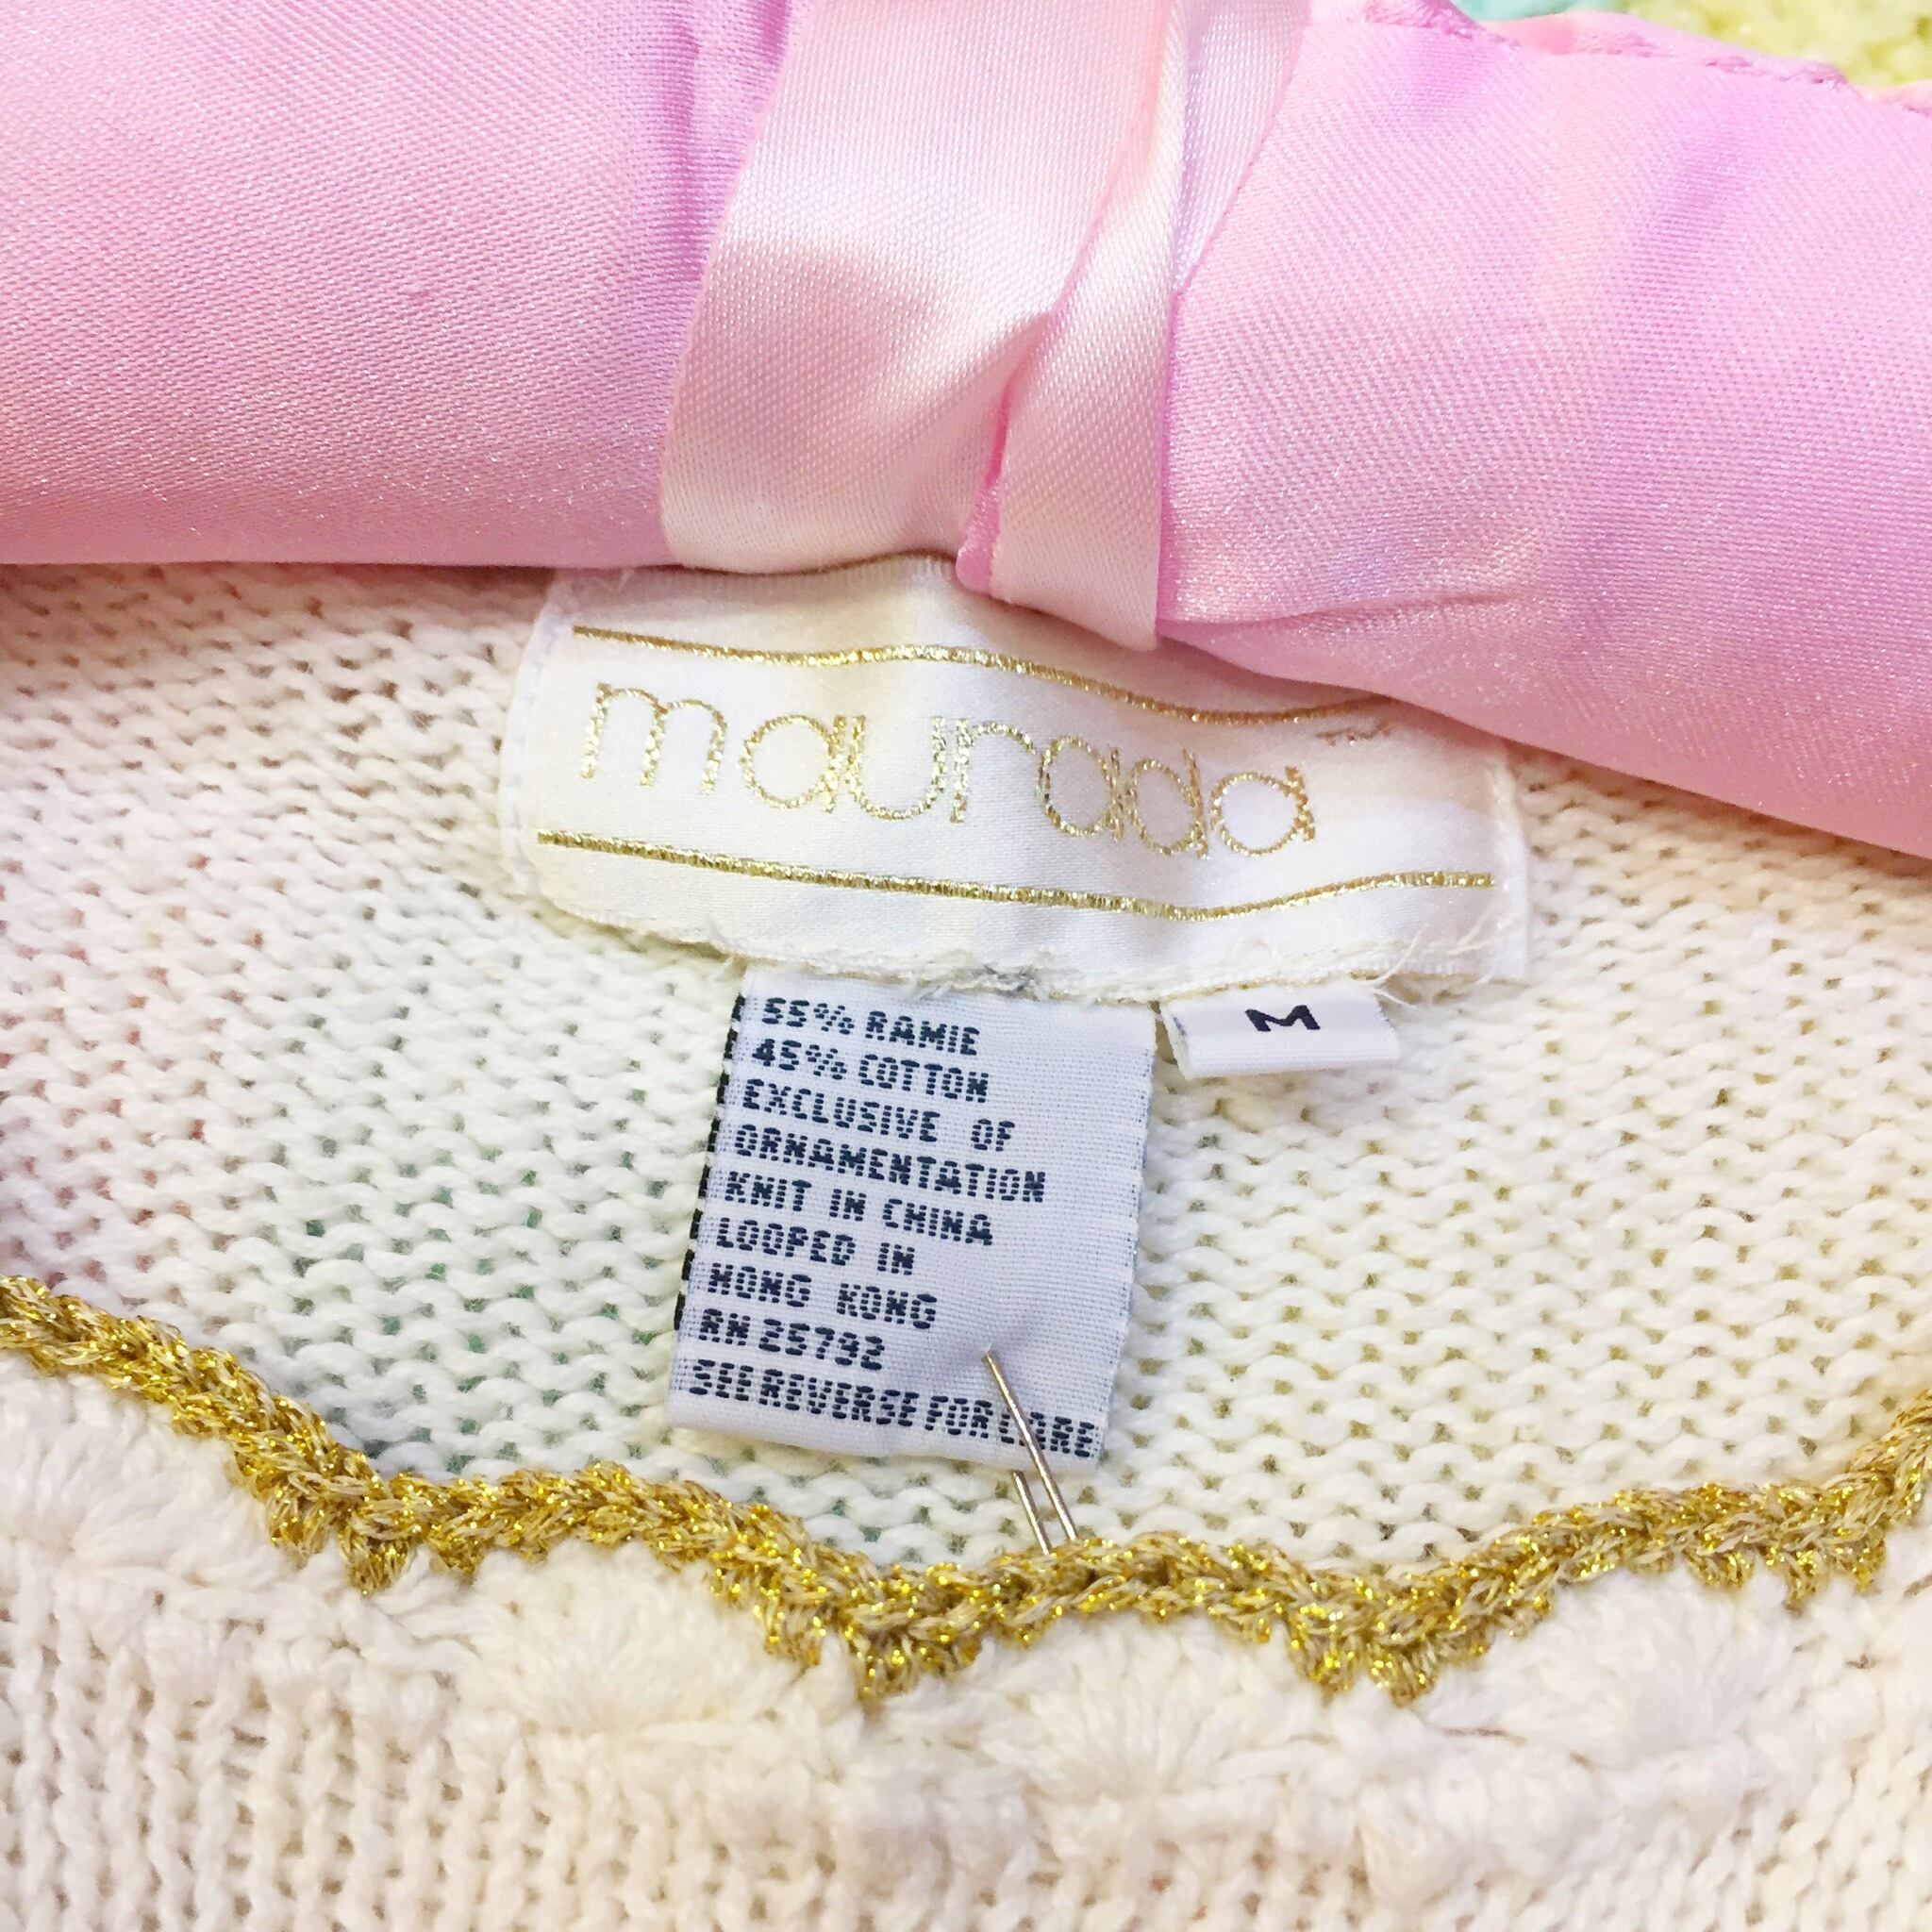 maurada
M
55% RAMIE
45% COTTON
EXCLUSIVE OF
ORNAMENTATION
KNIT IN CHINA
LOOPED IN
HONG KONG
RN 25792
SEE REVERSE FOR CARE